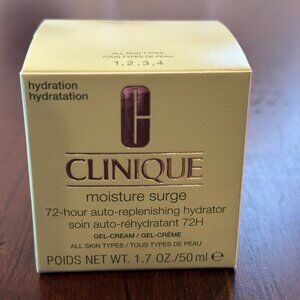 ALL SKIN TYPES
TOUS TYPES DE PEAU
1,2,3,4
hydration
hydratation
CLINIQUE
moisture surge
72-hour auto-replenishing hydrator
soin auto-réhydratant 72H
GEL-CREAM / GEL-CRÈME
ALL SKIN TYPES / TOUS TYPES DE PEAU
POIDS NET WT. 1.7 OZ./50 ml ℮